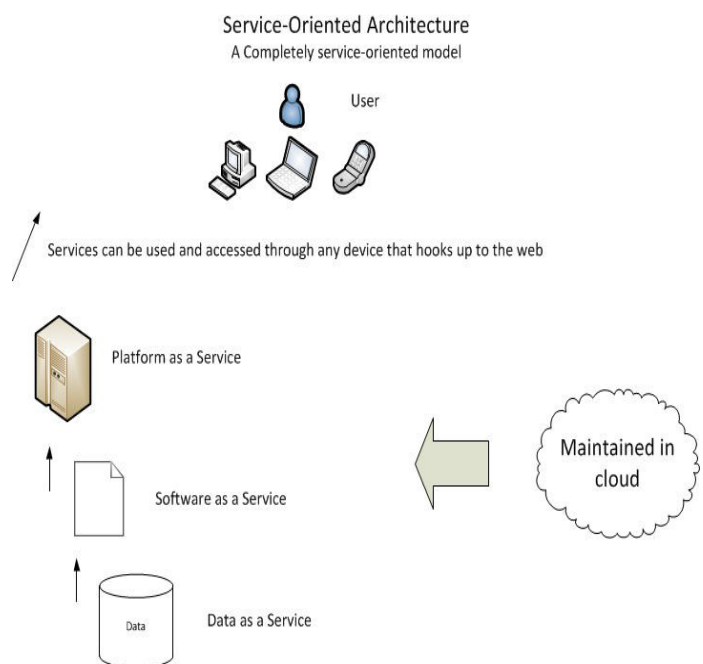 Service-Oriented Architecture
A Completely service-oriented model
User
Services can be used and accessed through any device that hooks up to the web
Platform as a Service
Maintained in
cloud
Software as a Service
Data
Data as a Service